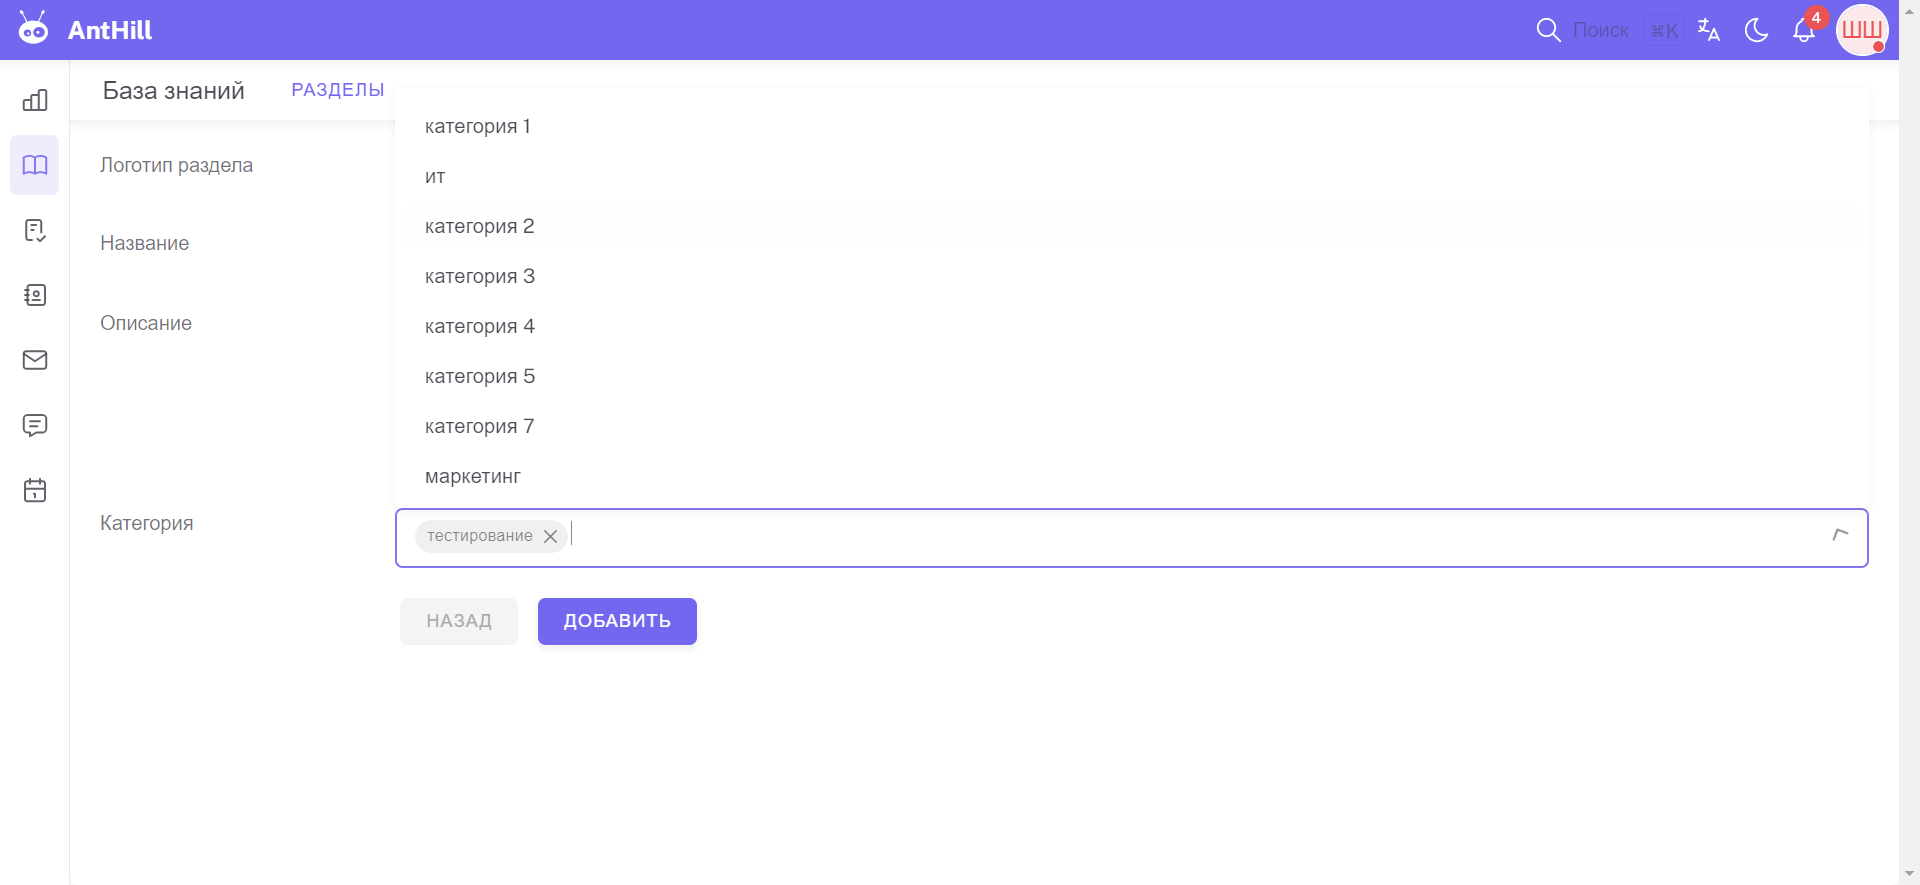 AntHill
Поиск ⌘K
4
ШШ
База знаний
РАЗДЕЛЫ
Логотип раздела
Название
Описание
Категория
категория 1
ит
категория 2
категория 3
категория 4
категория 5
категория 7
маркетинг
тестирование
НАЗАД
ДОБАВИТЬ
1